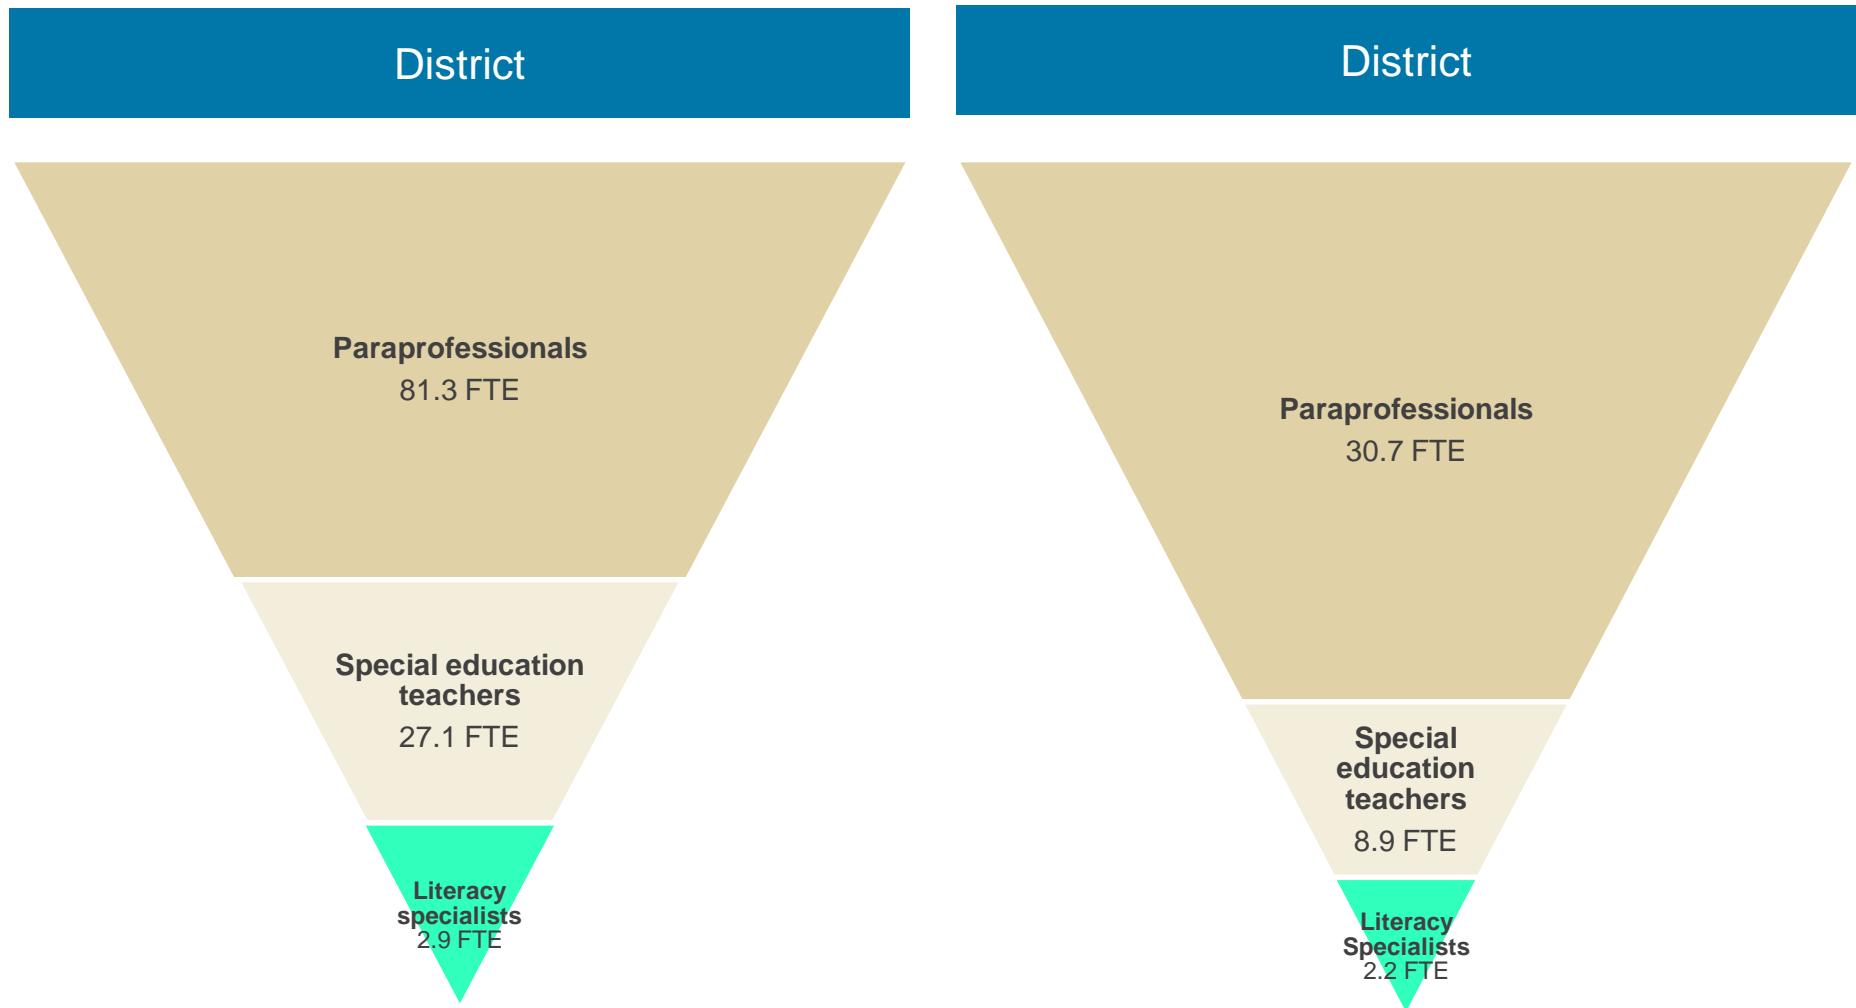 District
Paraprofessionals
81.3 FTE
Special education
teachers
27.1 FTE
Literacy
specialists
2.9 FTE
District
Paraprofessionals
30.7 FTE
Special
education
teachers
8.9 FTE
Literacy
Specialists
2.2 FTE